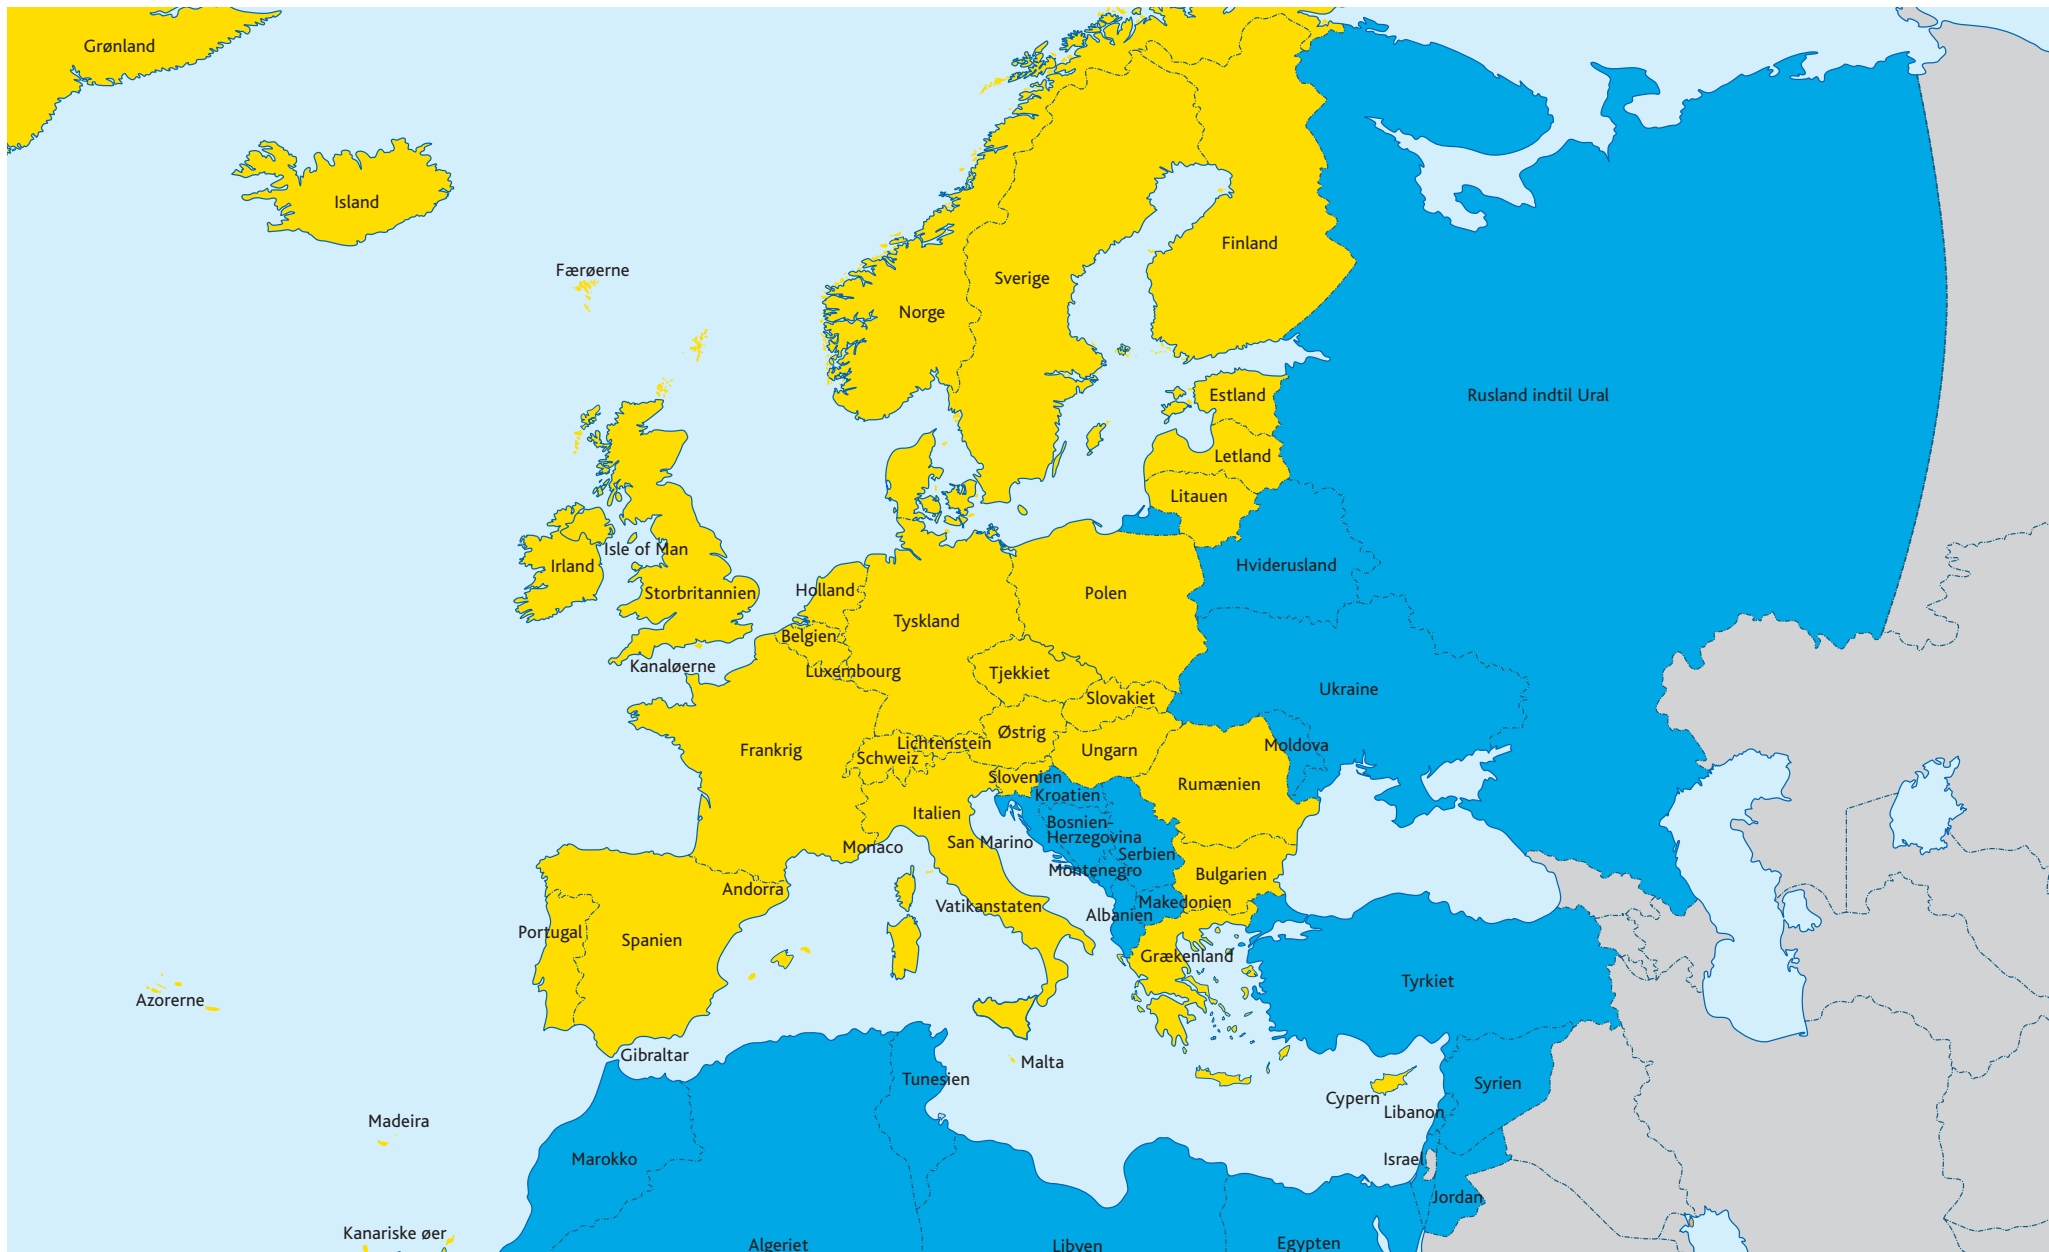 Grønland
Island
Færøerne
Finland
Sverige
Norge
Rusland indtil Ural
Estland
Letland
Litauen
Isle of Man
Irland
Storbritannien
Holland
Hviderusland
Polen
Tyskland
Belgien
Kanaløerne
Luxembourg
Tjekkiet
Slovakiet
Ukraine
Østrig
Lichtenstein
Frankrig
Schweiz
Ungarn
Moldova
Slovenien
Rumænien
Kroatien
Italien
Bosnien-
Herzegovina
Monaco
San Marino
Serbien
Montenegro
Bulgarien
Andorra
Makedonien
Vatikanstaten
Albanien
Portugal
Spanien
Grækenland
Tyrkiet
Azorerne
Gibraltar
Malta
Tunesien
Syrien
Cypern
Libanon
Madeira
Marokko
Israel
Jordan
Kanariske øer
Algeriet
Libyen
Egypten